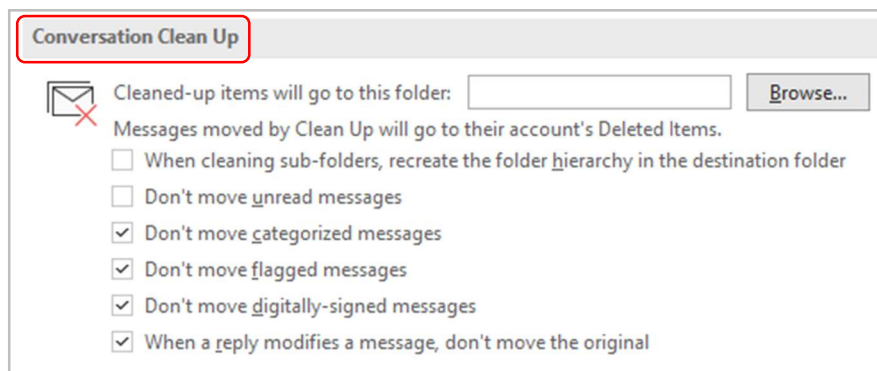 Conversation Clean Up
Cleaned-up items will go to this folder: Browse...
Messages moved by Clean Up will go to their account's Deleted Items.
When cleaning sub-folders, recreate the folder hierarchy in the destination folder
Don't move unread messages
Don't move categorized messages
Don't move flagged messages
Don't move digitally-signed messages
When a reply modifies a message, don't move the original